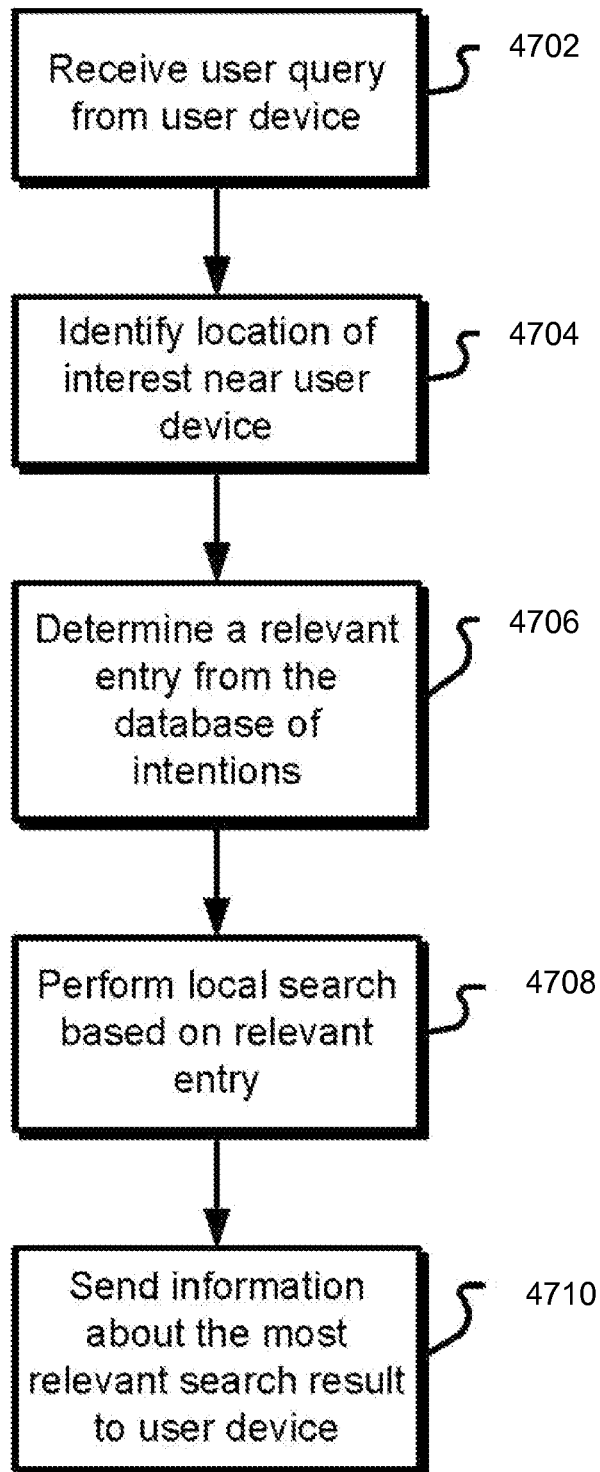 Receive user query
from user device
4702
Identify location of
interest near user
device
4704
Determine a relevant
entry from the
database of
intentions
4706
Perform local search
based on relevant
entry
4708
Send information
about the most
relevant search result
to user device
4710